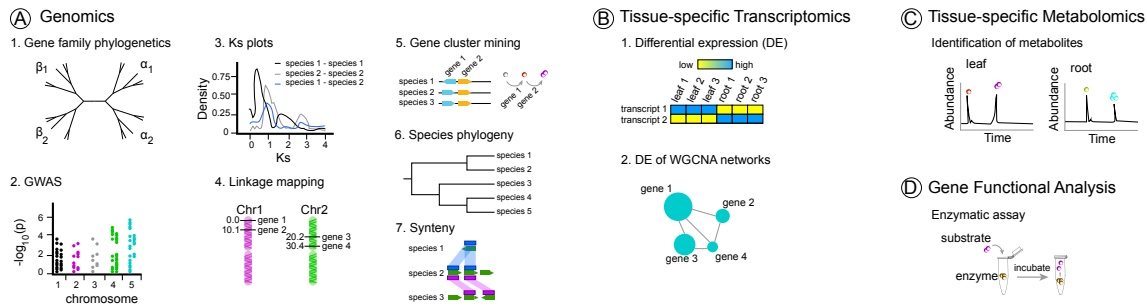 A Genomics
1. Gene family phylogenetics
β1
α1
β2
α2
2. GWAS
-log10(p)
6
4
2
0
1 2 3 4 5
chromosome
3. Ks plots
species 1 - species 1
species 2 - species 2
species 1 - species 2
Density
0.75
0.50
0.25
0
0 1 2 3 4
Ks
4. Linkage mapping
Chr1
Chr2
0.0 gene 1
10.1 gene 2
20.2 gene 3
30.4 gene 4
5. Gene cluster mining
gene 1
gene 2
species 1
species 2
species 3
gene 1
gene 2
6. Species phylogeny
species 1
species 2
species 3
species 4
species 5
7. Synteny
species 1
species 2
species 3
B Tissue-specific Transcriptomics
1. Differential expression (DE)
low high
leaf 1
leaf 2
leaf 3
root 1
root 2
root 3
transcript 1
transcript 2
2. DE of WGCNA networks
gene 1
gene 2
gene 3
gene 4
C Tissue-specific Metabolomics
Identification of metabolites
leaf
root
Abundance
Time
Abundance
Time
D Gene Functional Analysis
Enzymatic assay
substrate
enzyme
incubate